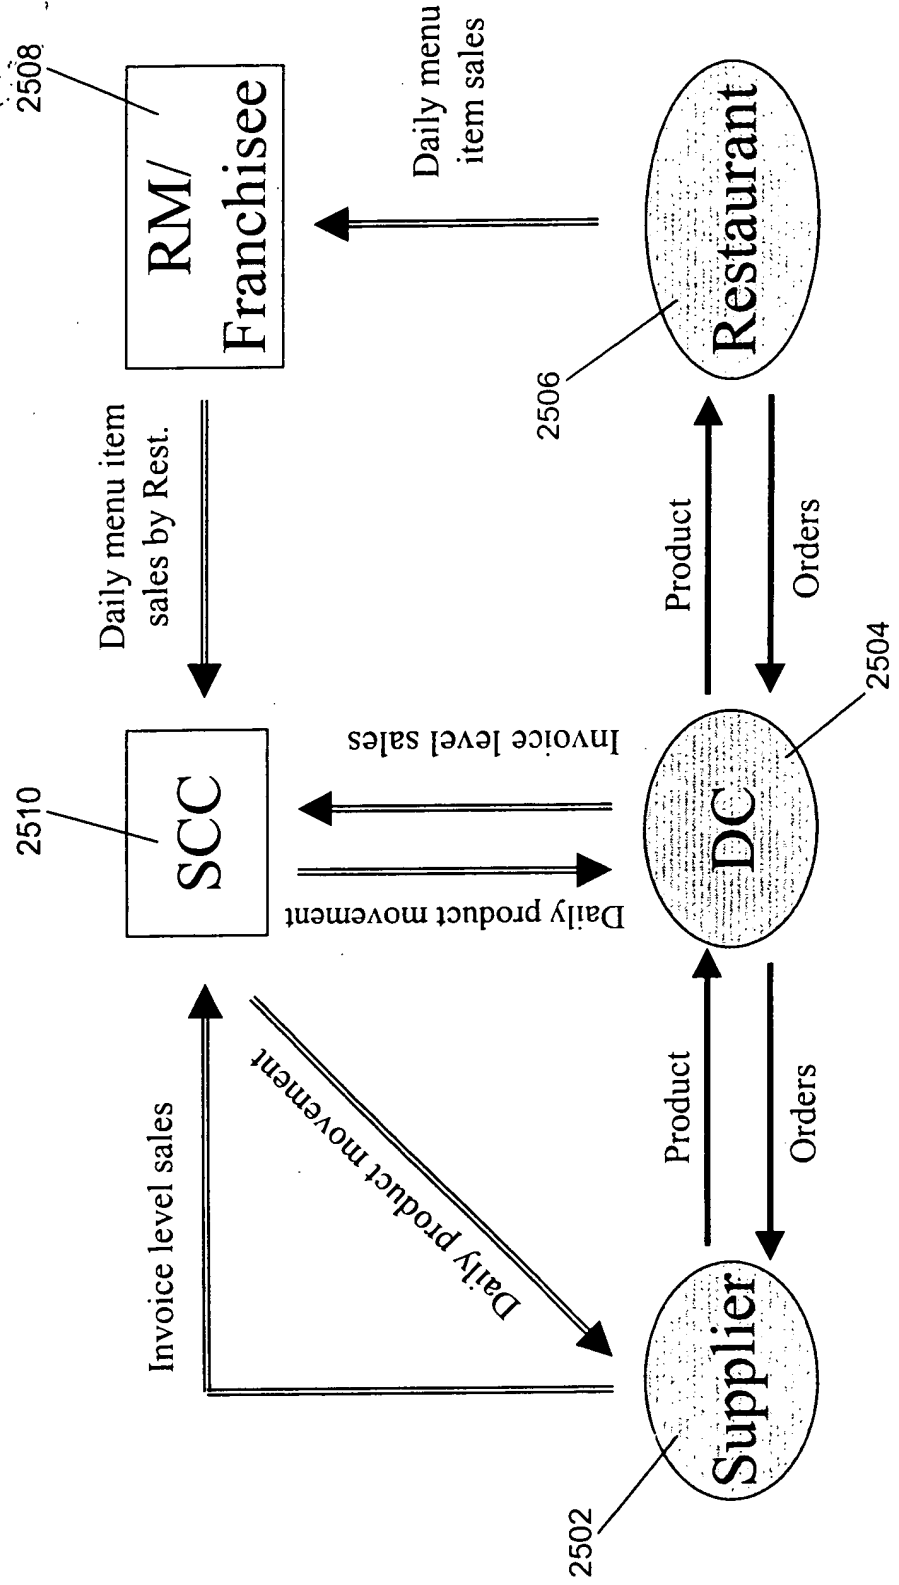 2508
RM/
Franchisee
Daily menu item
sales by Rest.
2510
SCC
Invoice level sales
Daily menu
item sales
Invoice level sales
Daily product movement
Daily product movement
2506
Restaurant
Product
Orders
2504
DC
Product
Orders
2502
Supplier